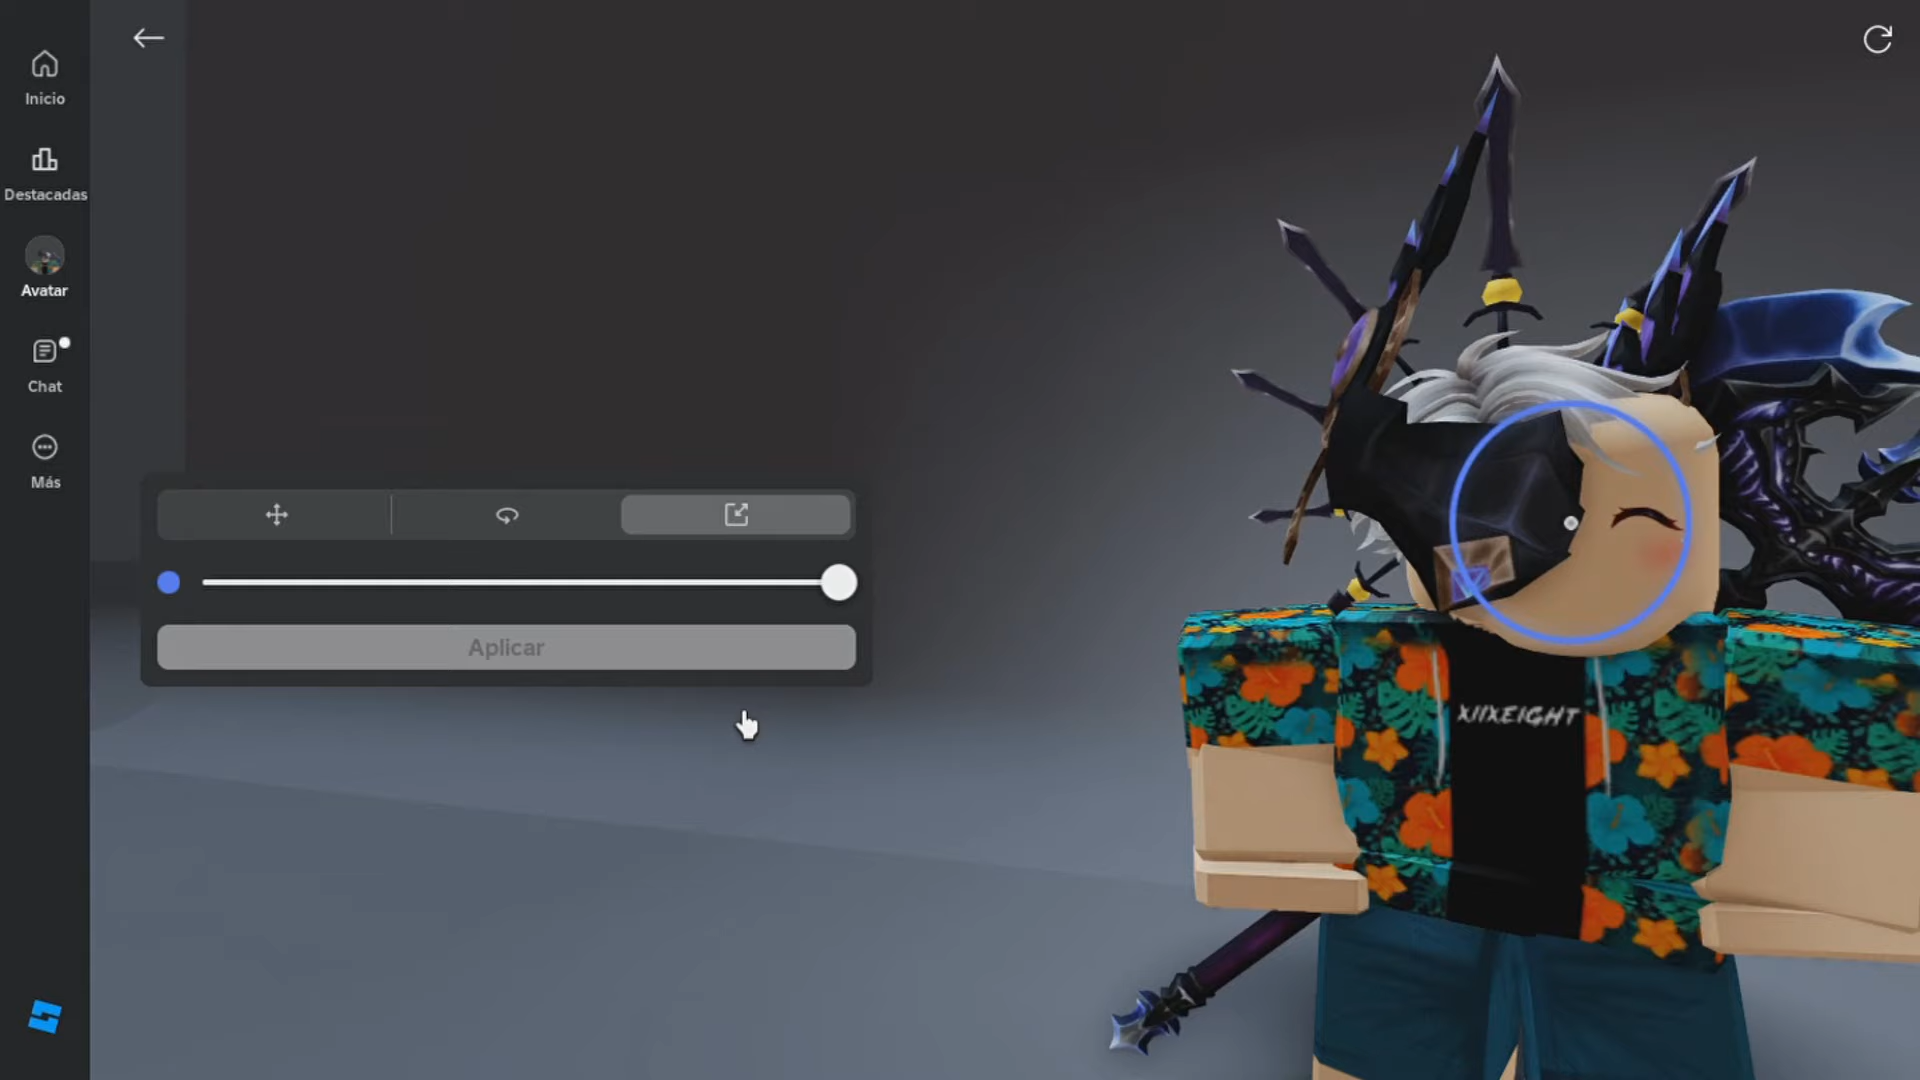 Inicio
Destacadas
Avatar
Chat
Más
Aplicar
XIIXEIGHT